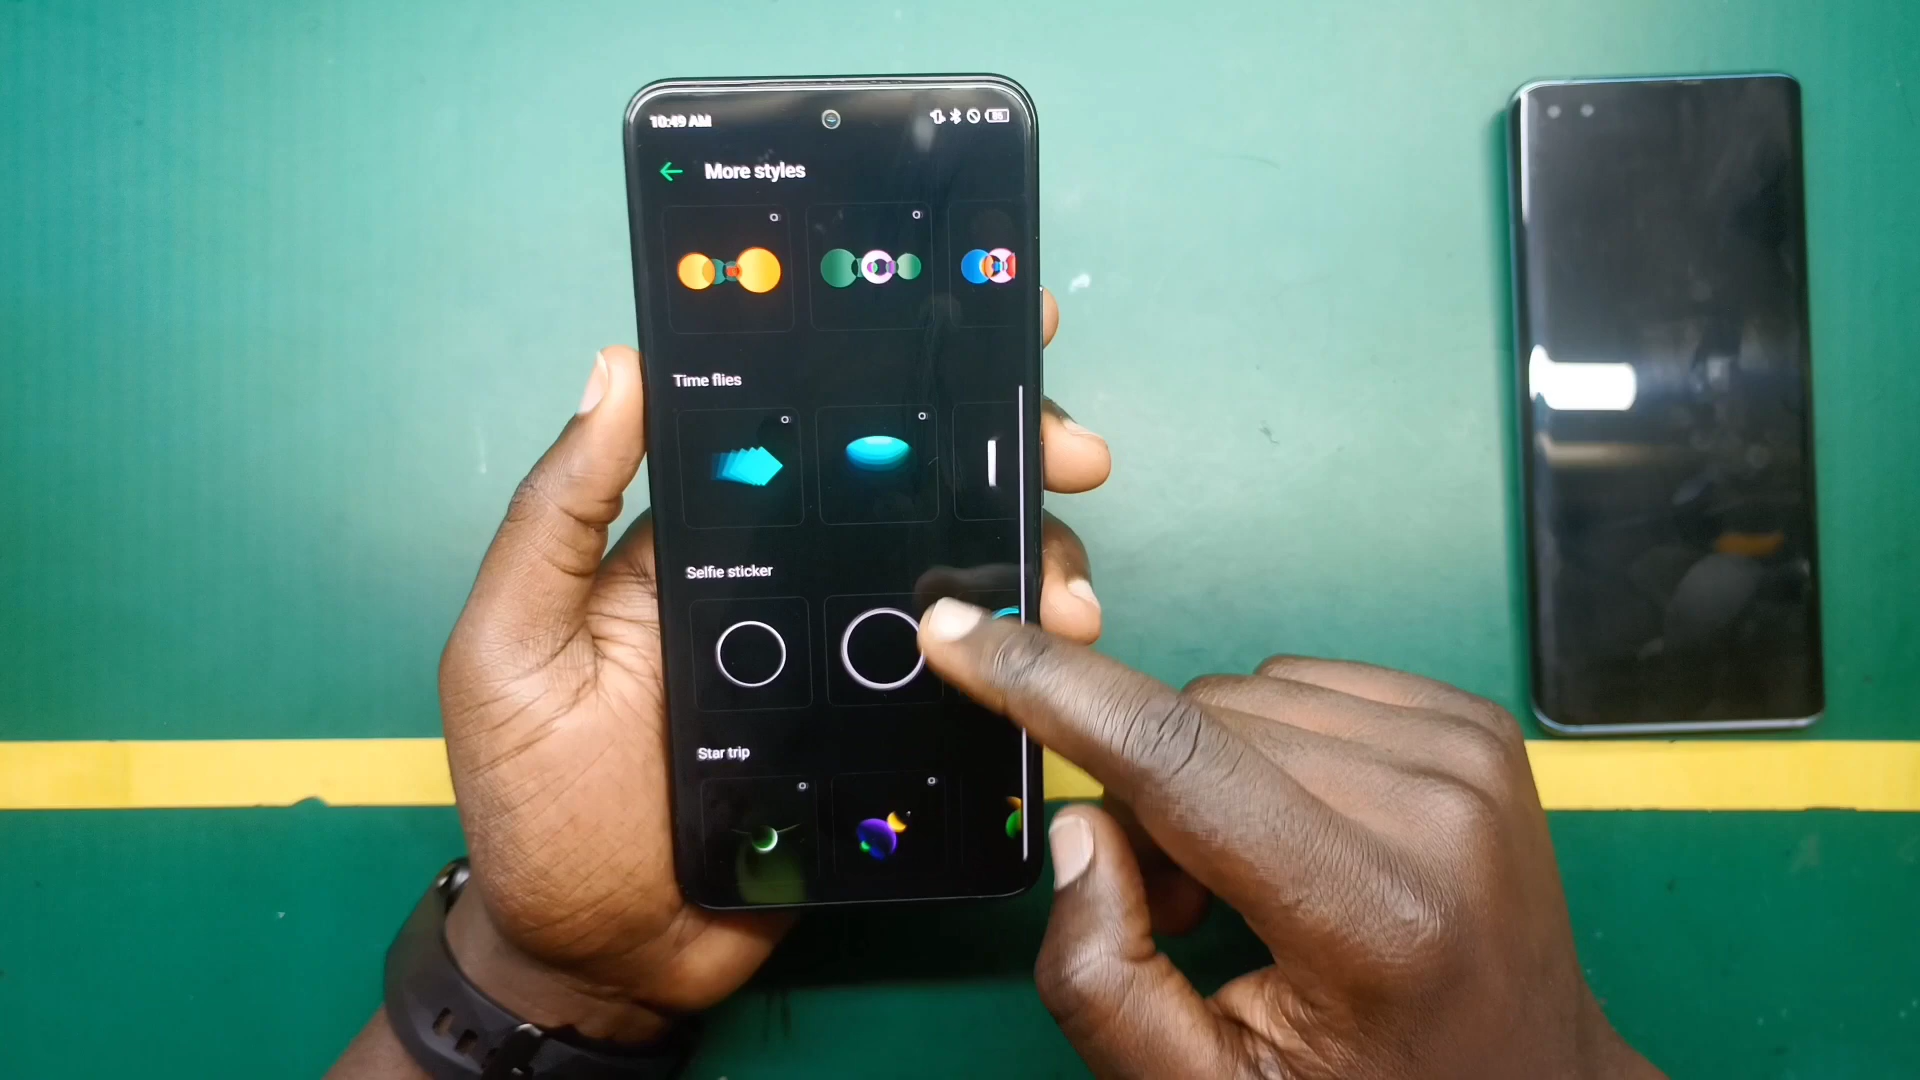 10:49 AM
More styles
Time flies
Selfie sticker
Star trip